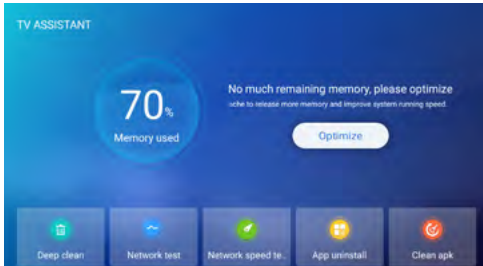 TV ASSISTANT
70%
Memory used
No much remaining memory, please optimize
che to release more memory and improve system running speed
Optimize
Deep clean
Network test
Network speed te..
App uninstall
Clean apk